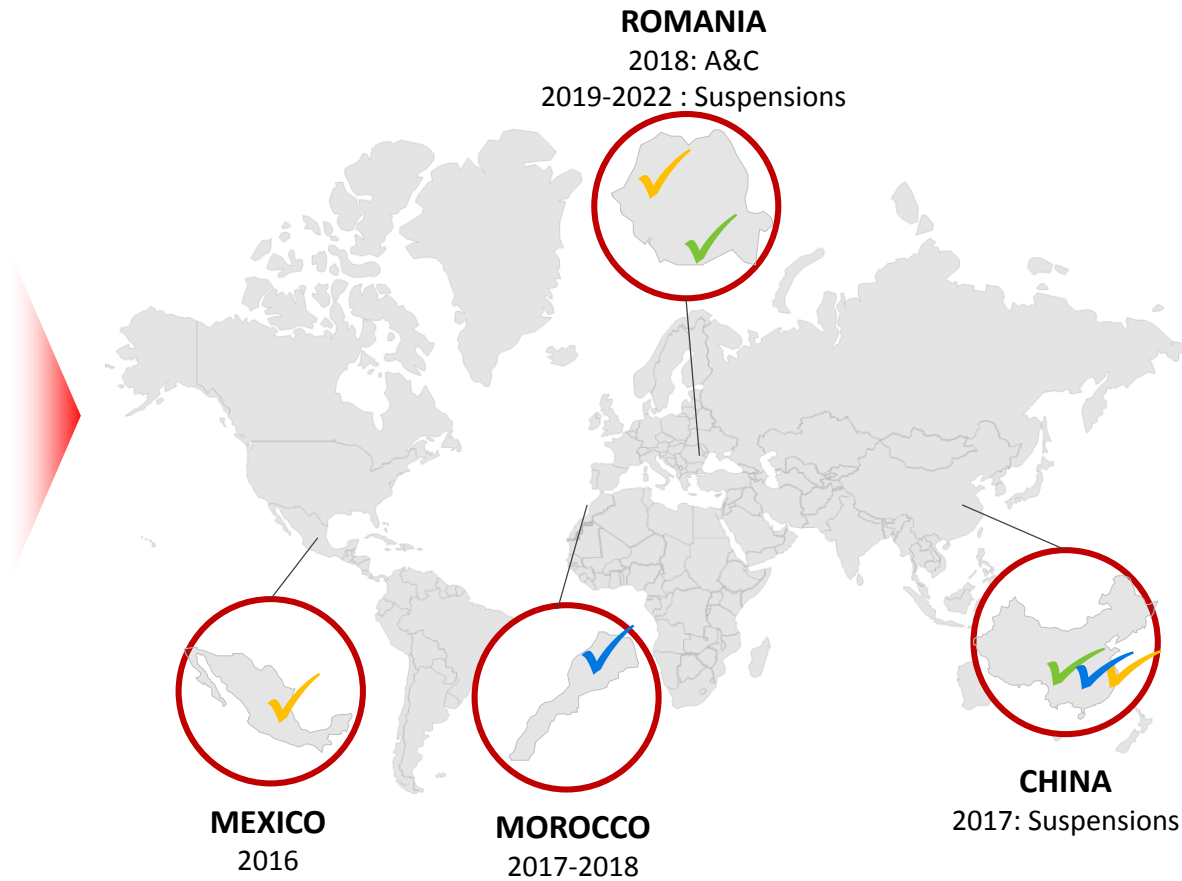 ROMANIA
2018: A&C
2019-2022 : Suspensions
MEXICO
2016
MOROCCO
2017-2018
CHINA
2017: Suspensions